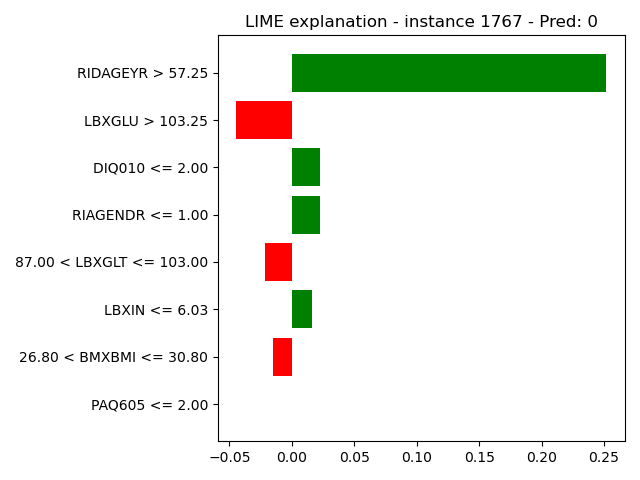 LIME explanation - instance 1767 - Pred: 0
RIDAGEYR > 57.25
LBXGLU > 103.25
DIQ010 <= 2.00
RIAGENDR <= 1.00
87.00 < LBXGLT <= 103.00
LBXIN <= 6.03
26.80 < BMXBMI <= 30.80
PAQ605 <= 2.00
−0.05 0.00 0.05 0.10 0.15 0.20 0.25